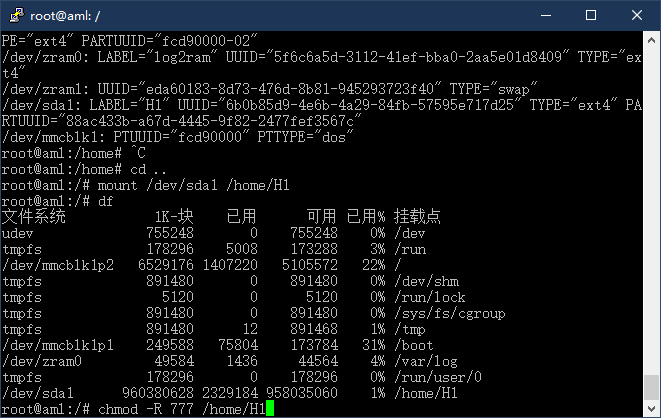 root@aml: /
PE="ext4" PARTUUID="fcd90000-02"
/dev/zram0: LABEL="log2ram" UUID="5f6c6a5d-3112-41ef-bba0-2aa5e01d8409" TYPE="ex
t4"
/dev/zram1: UUID="eda60183-8d73-476d-8b81-945293723f40" TYPE="swap"
/dev/sda1: LABEL="H1" UUID="6b0b85d9-4e6b-4a29-84fb-57595e717d25" TYPE="ext4" PA
RTUUID="88ac433b-a67d-4445-9f82-2477fef3567c"
/dev/mmcblk1: PTUUID="fcd90000" PTTYPE="dos"
root@aml:/home# ^C
root@aml:/home# cd ..
root@aml:/# mount /dev/sda1 /home/H1
root@aml:/# df
文件系统 1K-块 已用 可用 已用% 挂载点
udev 755248 0 755248 0% /dev
tmpfs 178296 5008 173288 3% /run
/dev/mmcblk1p2 6529176 1407220 5105572 22% /
tmpfs 891480 0 891480 0% /dev/shm
tmpfs 5120 0 5120 0% /run/lock
tmpfs 891480 0 891480 0% /sys/fs/cgroup
tmpfs 891480 12 891468 1% /tmp
/dev/mmcblk1p1 249588 75804 173784 31% /boot
/dev/zram0 49584 1436 44564 4% /var/log
tmpfs 178296 0 178296 0% /run/user/0
/dev/sda1 960380628 2329184 958035060 1% /home/H1
root@aml:/# chmod -R 777 /home/H1